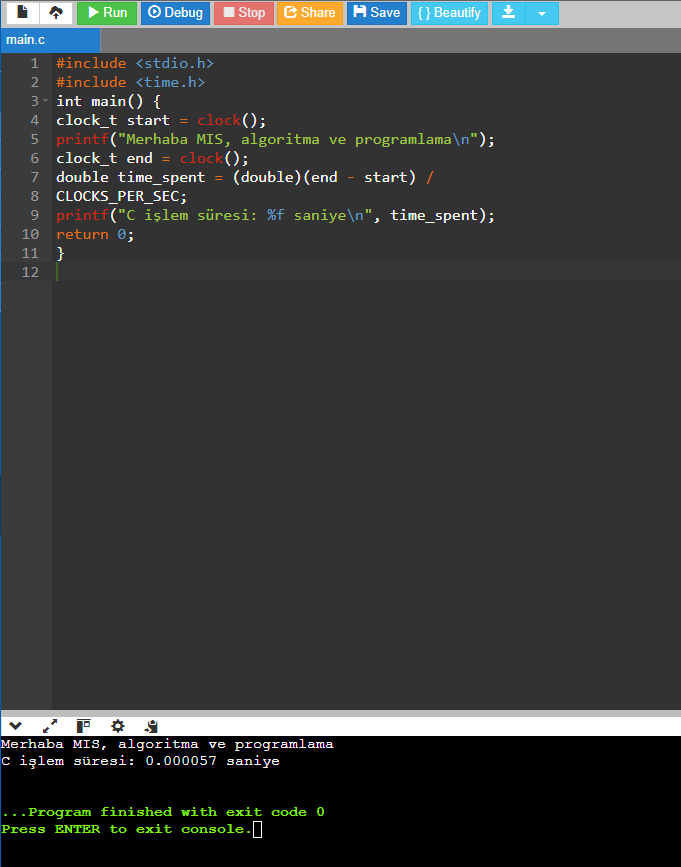 Run Debug Stop Share Save { } Beautify
main.c
1 #include <stdio.h>
2 #include <time.h>
3 int main() {
4 clock_t start = clock();
5 printf("Merhaba MIS, algoritma ve programlama\n");
6 clock_t end = clock();
7 double time_spent = (double)(end - start) /
8 CLOCKS_PER_SEC;
9 printf("C işlem süresi: %f saniye\n", time_spent);
10 return 0;
11 }
12
Merhaba MIS, algoritma ve programlama
C işlem süresi: 0.000057 saniye
...Program finished with exit code 0
Press ENTER to exit console.